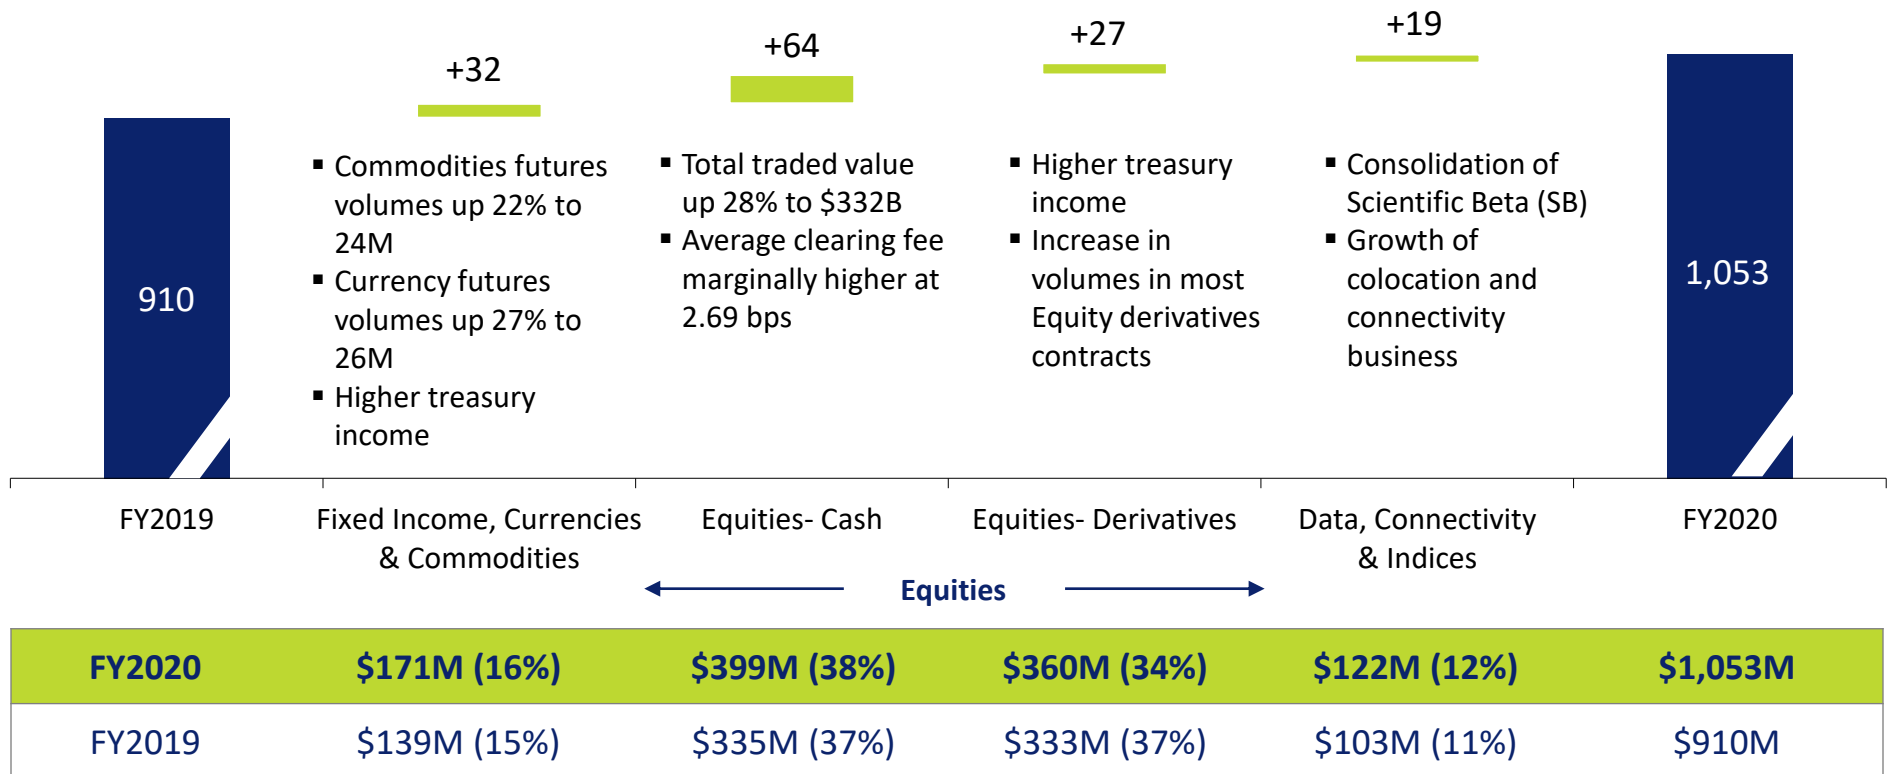 +32
+64
+27
+19
910
▪ Commodities futures
volumes up 22% to
24M
▪ Currency futures
volumes up 27% to
26M
▪ Higher treasury
income
▪ Total traded value
up 28% to $332B
▪ Average clearing fee
marginally higher at
2.69 bps
▪ Higher treasury
income
▪ Increase in
volumes in most
Equity derivatives
contracts
▪ Consolidation of
Scientific Beta (SB)
▪ Growth of
colocation and
connectivity
business
1,053
FY2019
Fixed Income, Currencies
& Commodities
Equities- Cash
Equities- Derivatives
Data, Connectivity
& Indices
FY2020
Equities
FY2020 $171M (16%) $399M (38%) $360M (34%) $122M (12%) $1,053M
FY2019 $139M (15%) $335M (37%) $333M (37%) $103M (11%) $910M